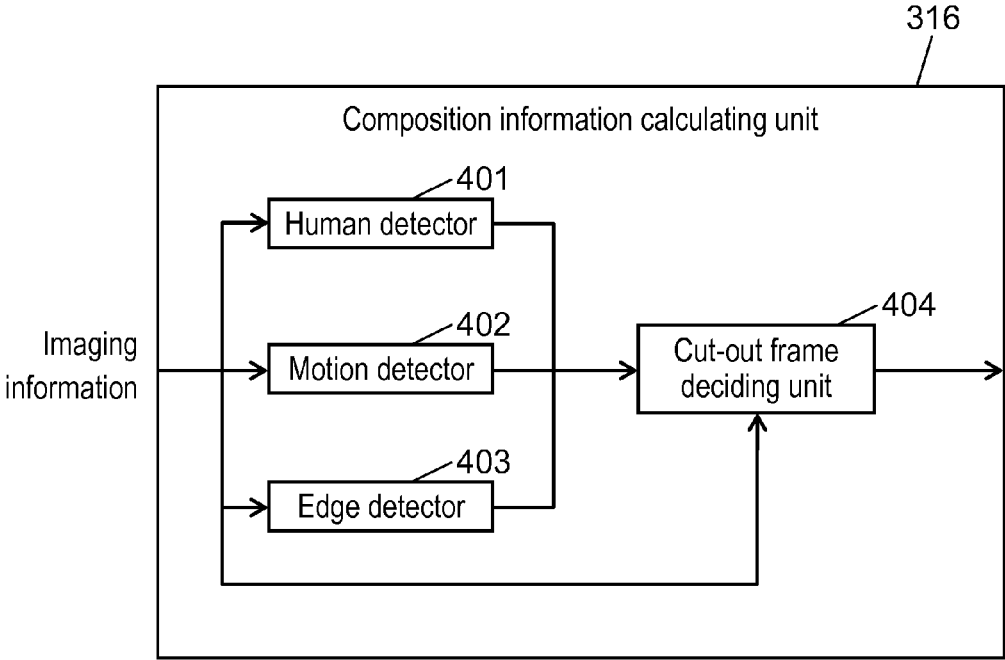 316
Composition information calculating unit
401
Human detector
402
Motion detector
403
Edge detector
404
Cut-out frame
deciding unit
Imaging
information